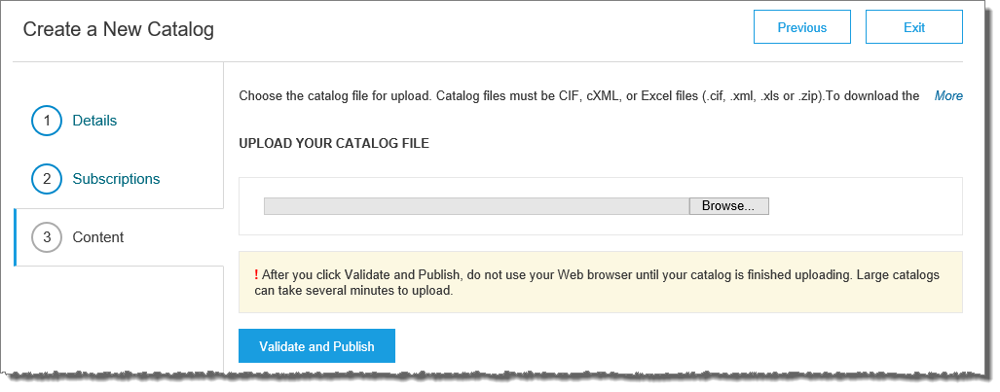 Create a New Catalog
Previous
Exit
1 Details
2 Subscriptions
3 Content
Choose the catalog file for upload. Catalog files must be CIF, cXML, or Excel files (.cif, .xml, .xls or .zip).To download the More
UPLOAD YOUR CATALOG FILE
Browse...
! After you click Validate and Publish, do not use your Web browser until your catalog is finished uploading. Large catalogs
can take several minutes to upload.
Validate and Publish